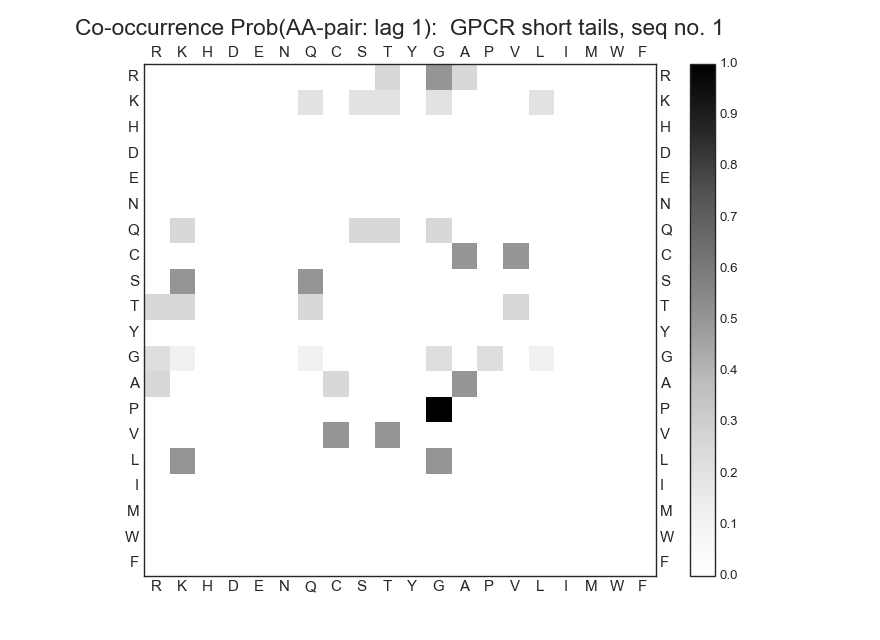 Co-occurrence Prob(AA-pair: lag 1):  GPCR short tails, seq no. 1
R K H D E N Q C S T Y G A P V L I M W F
R R 1.0
K K 0.9
H H
D D 0.8
E E
N N 0.7
Q Q
C C 0.6
S S
T T 0.5
Y Y
G G 0.4
A A
P P 0.3
V V
L L 0.2
I I
M M 0.1
W W
F F 0.0
R K H D E N Q C S T Y G A P V L I M W F